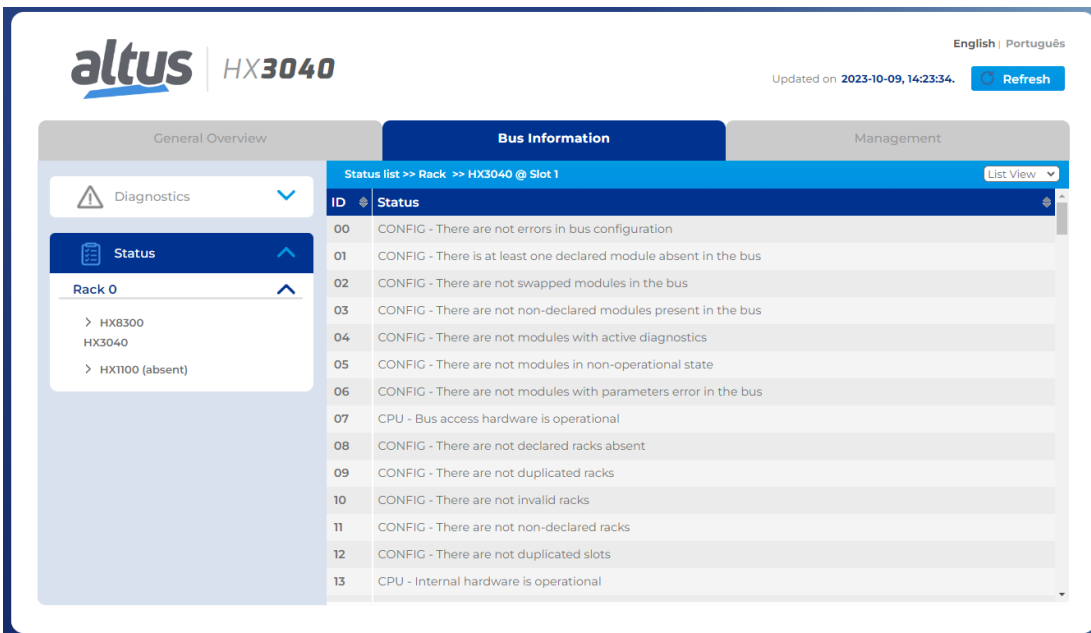 English | Português
altus HX3040
Updated on 2023-10-09, 14:23:34. Refresh
General Overview Bus Information Management
Diagnostics
Status
Rack 0
HX8300
HX3040
HX1100 (absent)
Status list >> Rack >> HX3040 @ Slot 1 List View
ID Status
00 CONFIG - There are not errors in bus configuration
01 CONFIG - There is at least one declared module absent in the bus
02 CONFIG - There are not swapped modules in the bus
03 CONFIG - There are not non-declared modules present in the bus
04 CONFIG - There are not modules with active diagnostics
05 CONFIG - There are not modules in non-operational state
06 CONFIG - There are not modules with parameters error in the bus
07 CPU - Bus access hardware is operational
08 CONFIG - There are not declared racks absent
09 CONFIG - There are not duplicated racks
10 CONFIG - There are not invalid racks
11 CONFIG - There are not non-declared racks
12 CONFIG - There are not duplicated slots
13 CPU - Internal hardware is operational